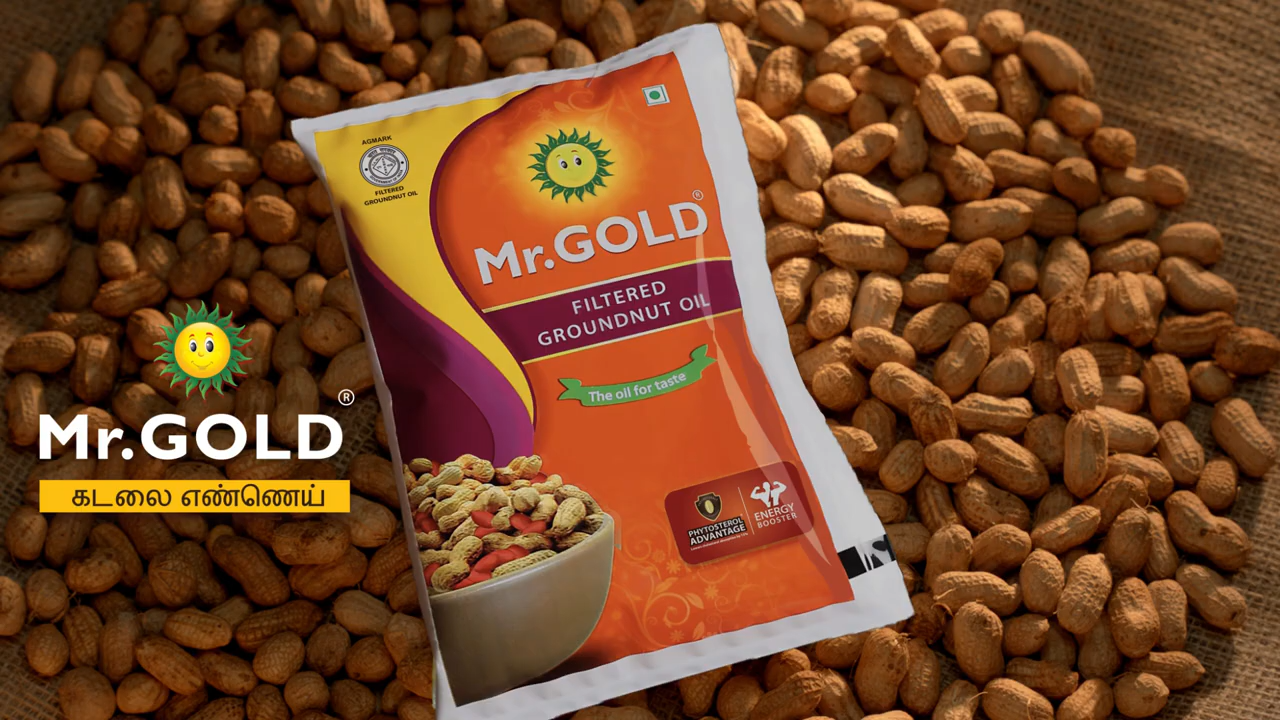 AGMARK
FILTERED
GROUNDNUT OIL
Mr.GOLD®
FILTERED
GROUNDNUT OIL
The oil for taste
PHYTOSTEROL
ADVANTAGE
ENERGY
BOOSTER
Mr.GOLD®
கடலை எண்ணெய்